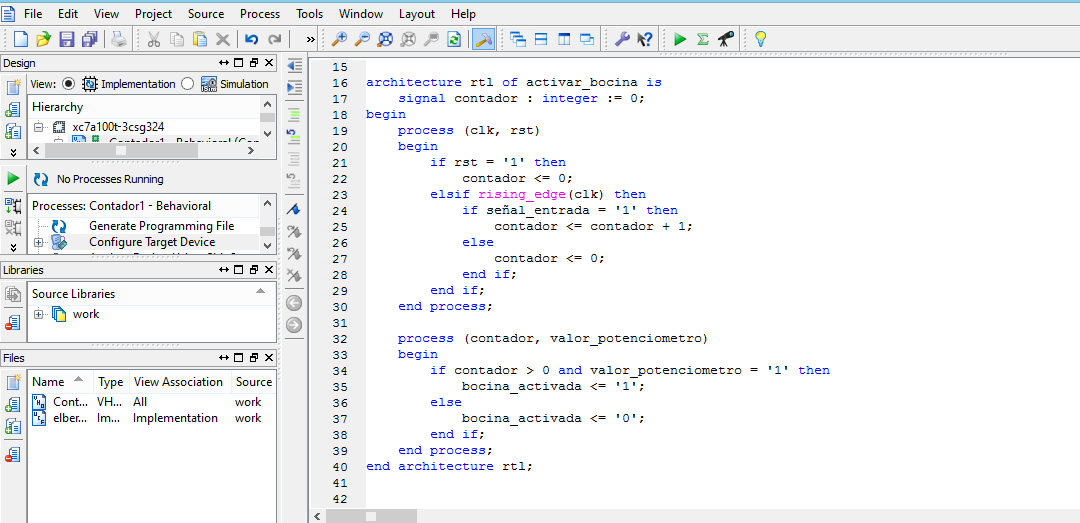 File Edit View Project Source Process Tools Window Layout Help
»
Design
View: Implementation Simulation
Hierarchy
xc7a100t-3csg324
No Processes Running
Processes: Contador1 - Behavioral
Generate Programming File
Configure Target Device
Libraries
Source Libraries
work
Files
Name Type View Association Source
Cont... VH... All work
elber... Im... Implementation work
15
16 architecture rtl of activar_bocina is
17 signal contador : integer := 0;
18 begin
19 process (clk, rst)
20 begin
21 if rst = '1' then
22 contador <= 0;
23 elsif rising_edge(clk) then
24 if señal_entrada = '1' then
25 contador <= contador + 1;
26 else
27 contador <= 0;
28 end if;
29 end if;
30 end process;
31
32 process (contador, valor_potenciometro)
33 begin
34 if contador > 0 and valor_potenciometro = '1' then
35 bocina_activada <= '1';
36 else
37 bocina_activada <= '0';
38 end if;
39 end process;
40 end architecture rtl;
41
42